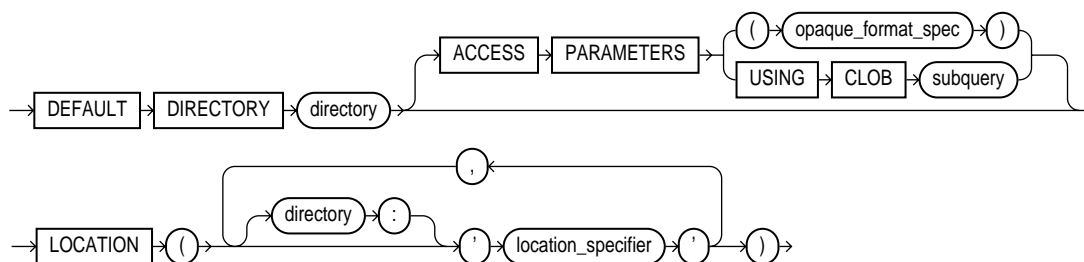 ( opaque_format_spec )
ACCESS PARAMETERS
USING CLOB subquery
DEFAULT DIRECTORY directory
,
directory :
LOCATION ( ' location_specifier ' )